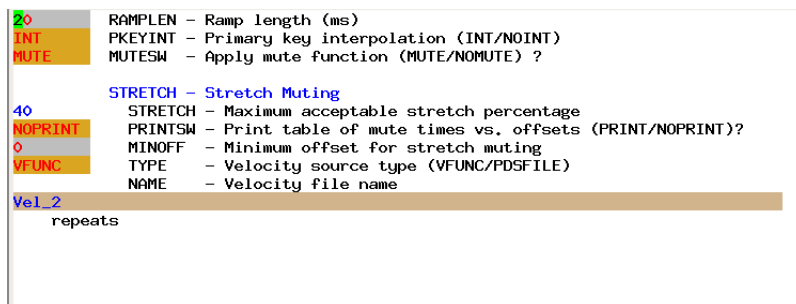 20 RAMPLEN - Ramp length (ms)
INT PKEYINT - Primary key interpolation (INT/NOINT)
MUTE MUTESW - Apply mute function (MUTE/NOMUTE) ?
STRETCH - Stretch Muting
40 STRETCH - Maximum acceptable stretch percentage
NOPRINT PRINTSW - Print table of mute times vs. offsets (PRINT/NOPRINT)?
0 MINOFF - Minimum offset for stretch muting
VFUNC TYPE - Velocity source type (VFUNC/PDSFILE)
NAME - Velocity file name
Vel_2
repeats